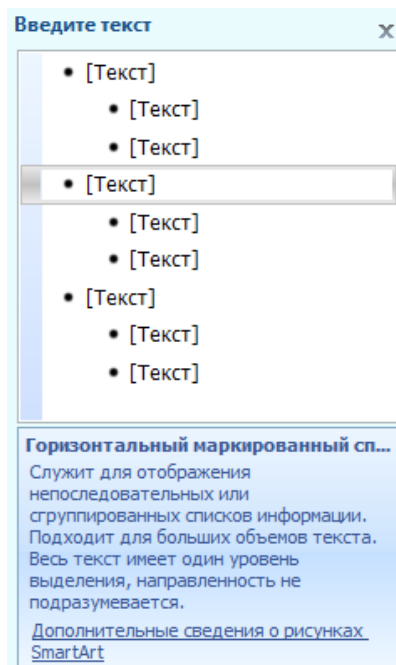 Введите текст
[Текст]
[Текст]
[Текст]
[Текст]
[Текст]
[Текст]
[Текст]
[Текст]
[Текст]
Горизонтальный маркированный сп...
Служит для отображения
непоследовательных или
сгруппированных списков информации.
Подходит для больших объемов текста.
Весь текст имеет один уровень
выделения, направленность не
подразумевается.
Дополнительные сведения о рисунках
SmartArt